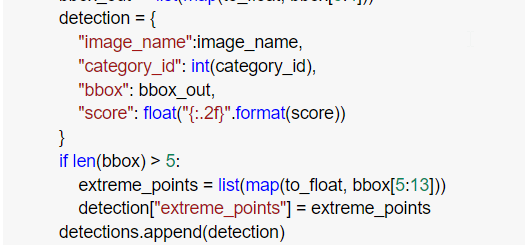 detection = {
"image_name":image_name,
"category_id": int(category_id),
"bbox": bbox_out,
"score": float("{:.2f}".format(score))
}
if len(bbox) > 5:
extreme_points = list(map(to_float, bbox[5:13]))
detection["extreme_points"] = extreme_points
detections.append(detection)